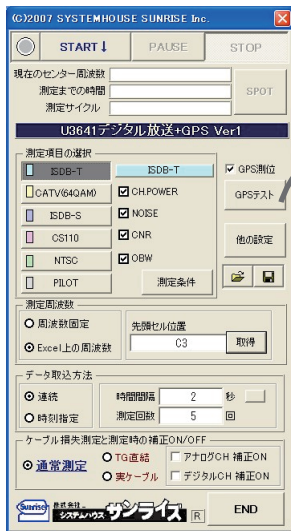 (C)2007 SYSTEMHOUSE SUNRISE Inc.
START↓ PAUSE STOP
現在のセンター周波数
測定までの時間 SPOT
測定サイクル
U3641デジタル放送+GPS Ver1
測定項目の選択
ISDB-T ISDB-T GPS測位
CATV(64QAM) CH.POWER GPSテスト
ISDB-S NOISE
CS110 CNR 他の設定
NTSC OBW
PILOT 測定条件
測定周波数
周波数固定 先頭セル位置
Excel上の周波数 C3 取得
データ取込方法
連続 時間間隔 2 秒
時刻指定 測定回数 5 回
ケーブル損失測定と測定時の補正ON/OFF
通常測定 TG直結 アナログCH 補正ON
実ケーブル デジタルCH 補正ON
Sunrise 株式会社 システムハウス サンライズ R END